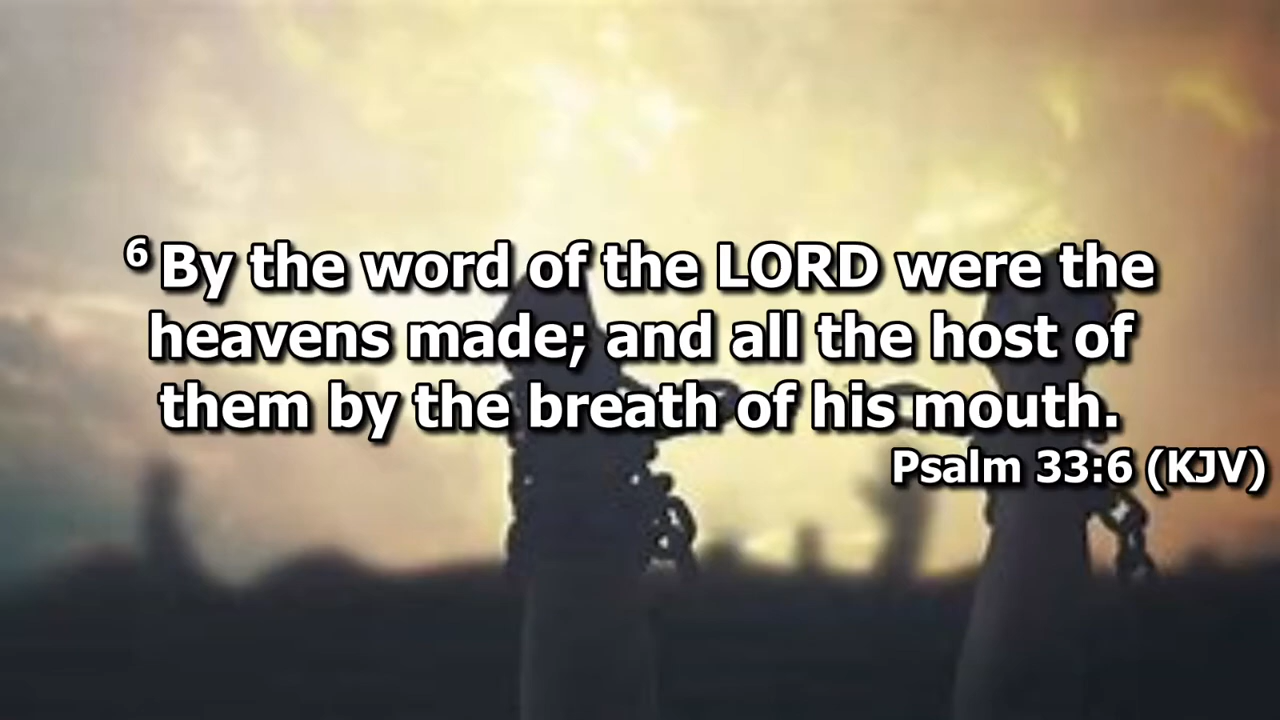 6 By the word of the LORD were the
heavens made; and all the host of
them by the breath of his mouth.
Psalm 33:6 (KJV)